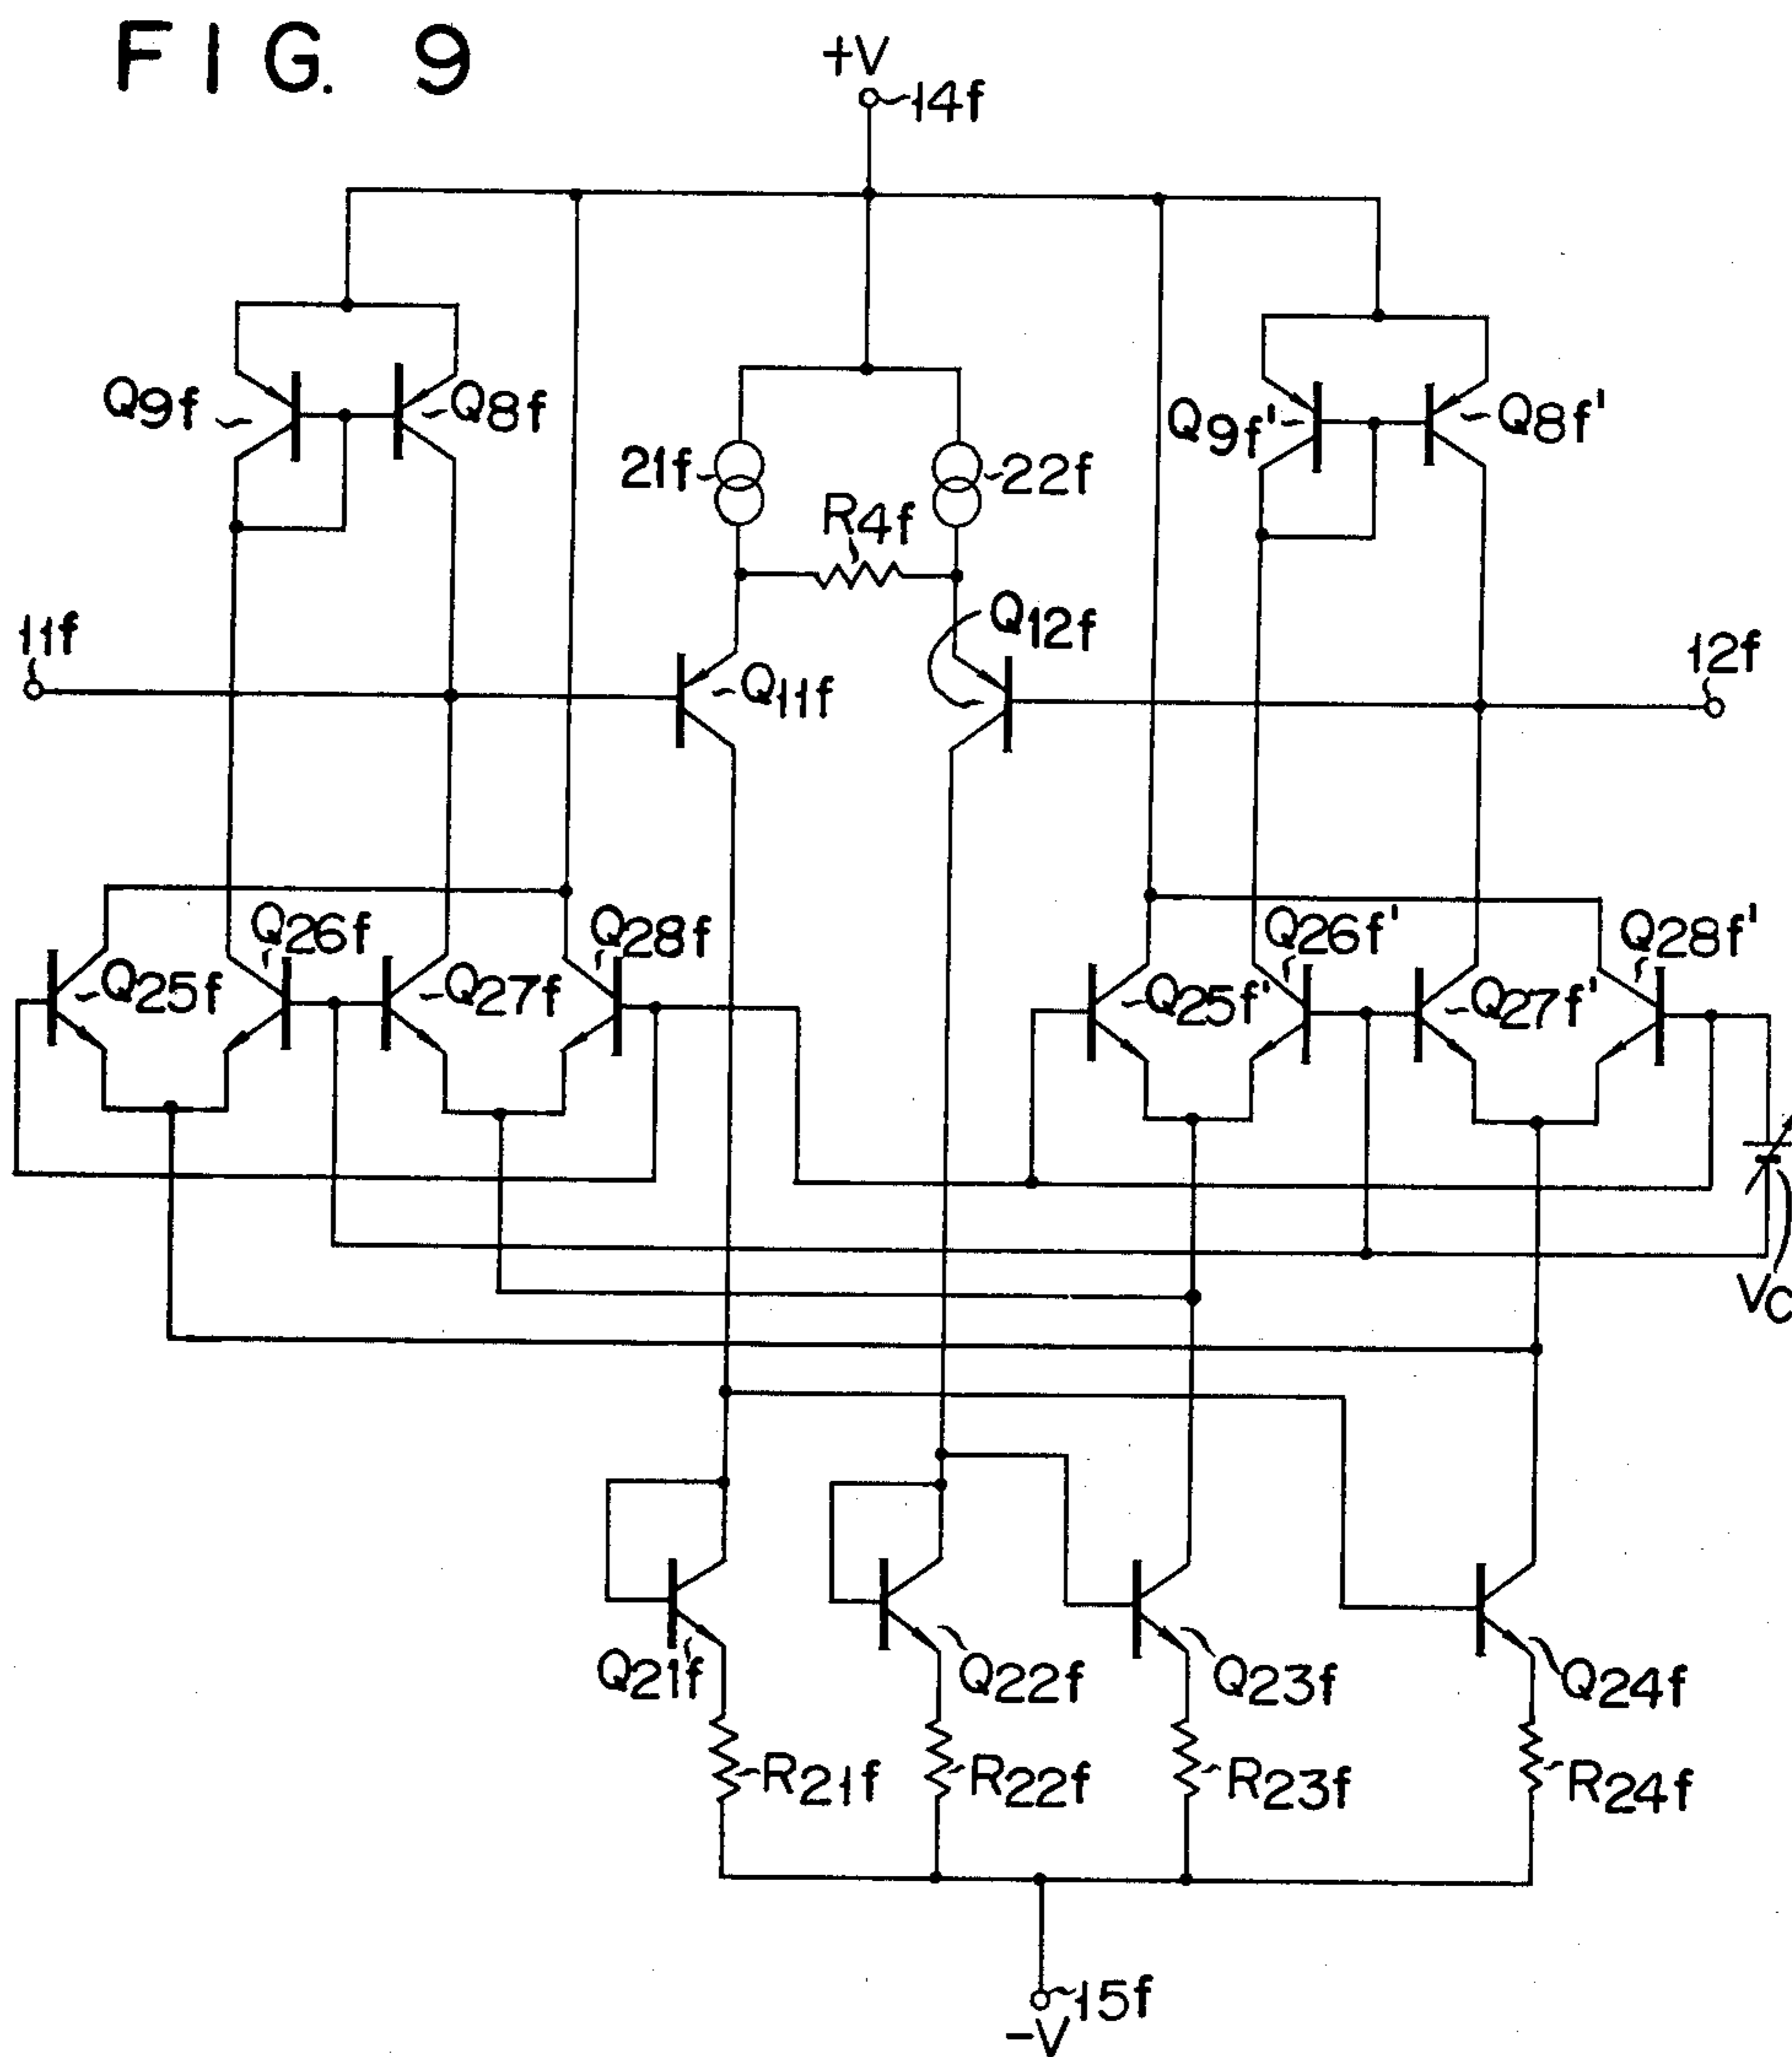 FIG. 9
+V
14f
Q9f
Q8f
21f
22f
R4f
Q9f'
Q8f'
11f
Q11f
Q12f
12f
Q25f
Q26f
Q27f
Q28f
Q25f'
Q26f'
Q27f'
Q28f'
VC
Q21f
Q22f
Q23f
Q24f
R21f
R22f
R23f
R24f
15f
-V